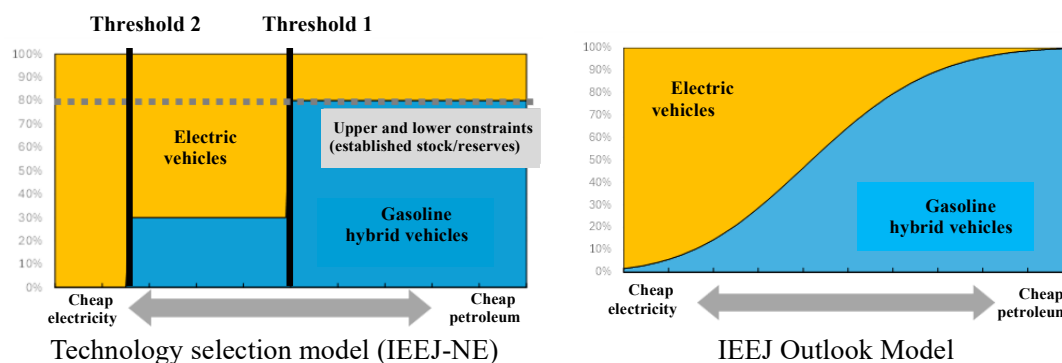 Threshold 2
Threshold 1
100%
90%
80%
70%
60%
50%
40%
30%
20%
10%
0%
Electric
vehicles
Upper and lower constraints
(established stock/reserves)
Gasoline
hybrid vehicles
Cheap
electricity
Cheap
petroleum
Technology selection model (IEEJ-NE)
100%
90%
80%
70%
60%
50%
40%
30%
20%
10%
0%
Electric
vehicles
Gasoline
hybrid vehicles
Cheap
electricity
Cheap
petroleum
IEEJ Outlook Model